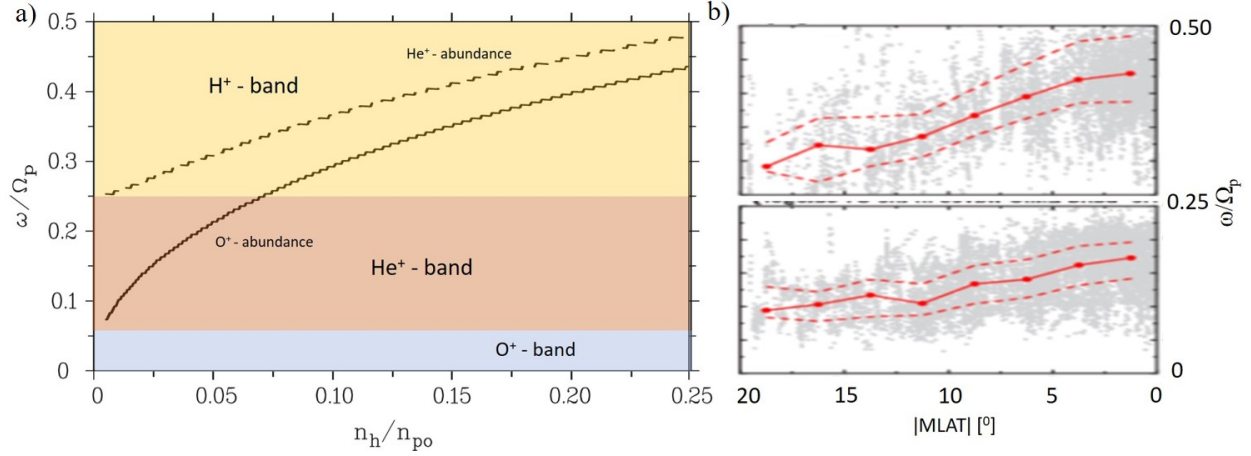 a)
0.5
0.4
0.3
0.2
0.1
0
ω/Ωp
He⁺ - abundance
H⁺ - band
O⁺ - abundance
He⁺ - band
O⁺ - band
0
0.05
0.10
0.15
0.20
0.25
n_h/n_po
b)
0.50
0.25
0
ω/Ωp
20
15
10
5
0
|MLAT| [⁰]